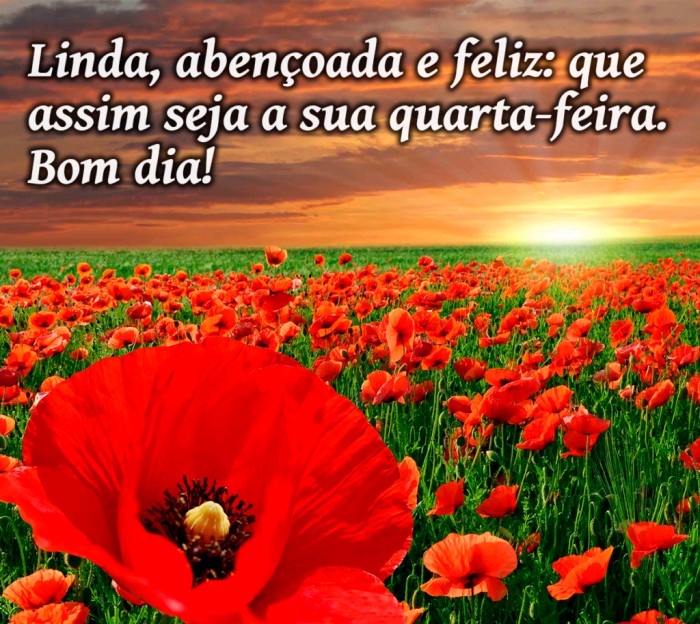 Linda, abençoada e feliz: que
assim seja a sua quarta-feira.
Bom dia!